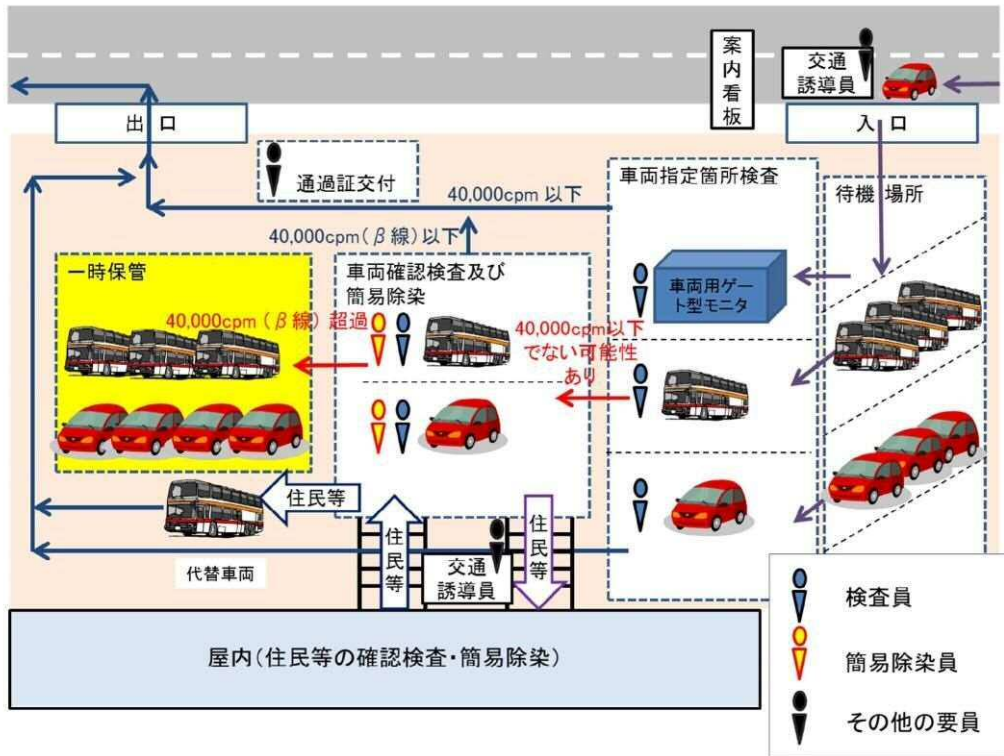 案内看板
交通
誘導員
出 口
入 口
通過証交付
車両指定箇所検査
待機 場所
40,000cpm 以下
40,000cpm(β線)以下
一時保管
車両確認検査及び
簡易除染
車両用ゲー
ト型モニタ
40,000cpm(β線)超過
40,000cpm以下
でない可能性
あり
住民等
住民等
住民等
代替車両
交通
誘導員
屋内(住民等の確認検査・簡易除染)
検査員
簡易除染員
その他の要員